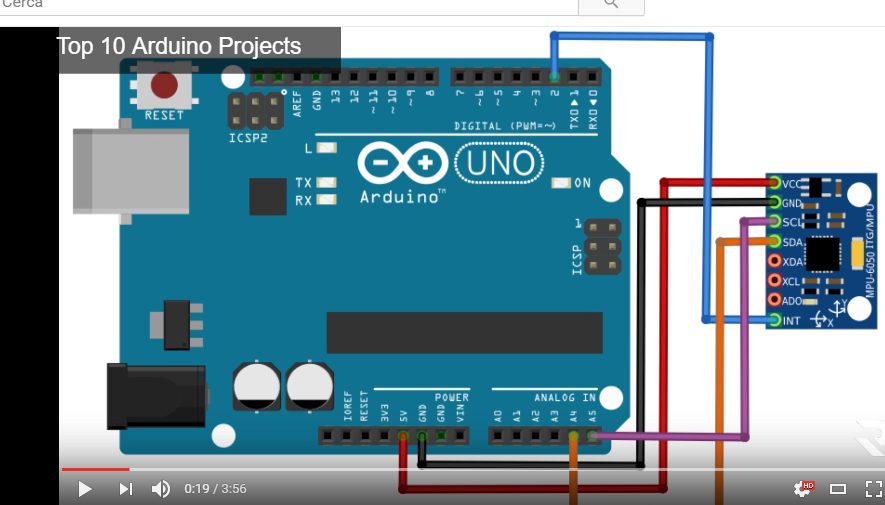 Cerca
Top 10 Arduino Projects
RESET
ICSP2
AREF
GND
13
12
~11
~10
~9
8
7
~6
~5
4
~3
2
TXD▶1
RXD◀0
DIGITAL (PWM=~)
L
TX
RX
UNO
Arduino™
ON
1
ICSP
VCC
GND
SCL
SDA
XDA
XCL
ADO
INT
MPU-6050 ITG/MPU
Y
X
IOREF
RESET
3V3
5V
GND
GND
VIN
POWER
A0
A1
A2
A3
A4
A5
ANALOG IN
0:19 / 3:56
HD